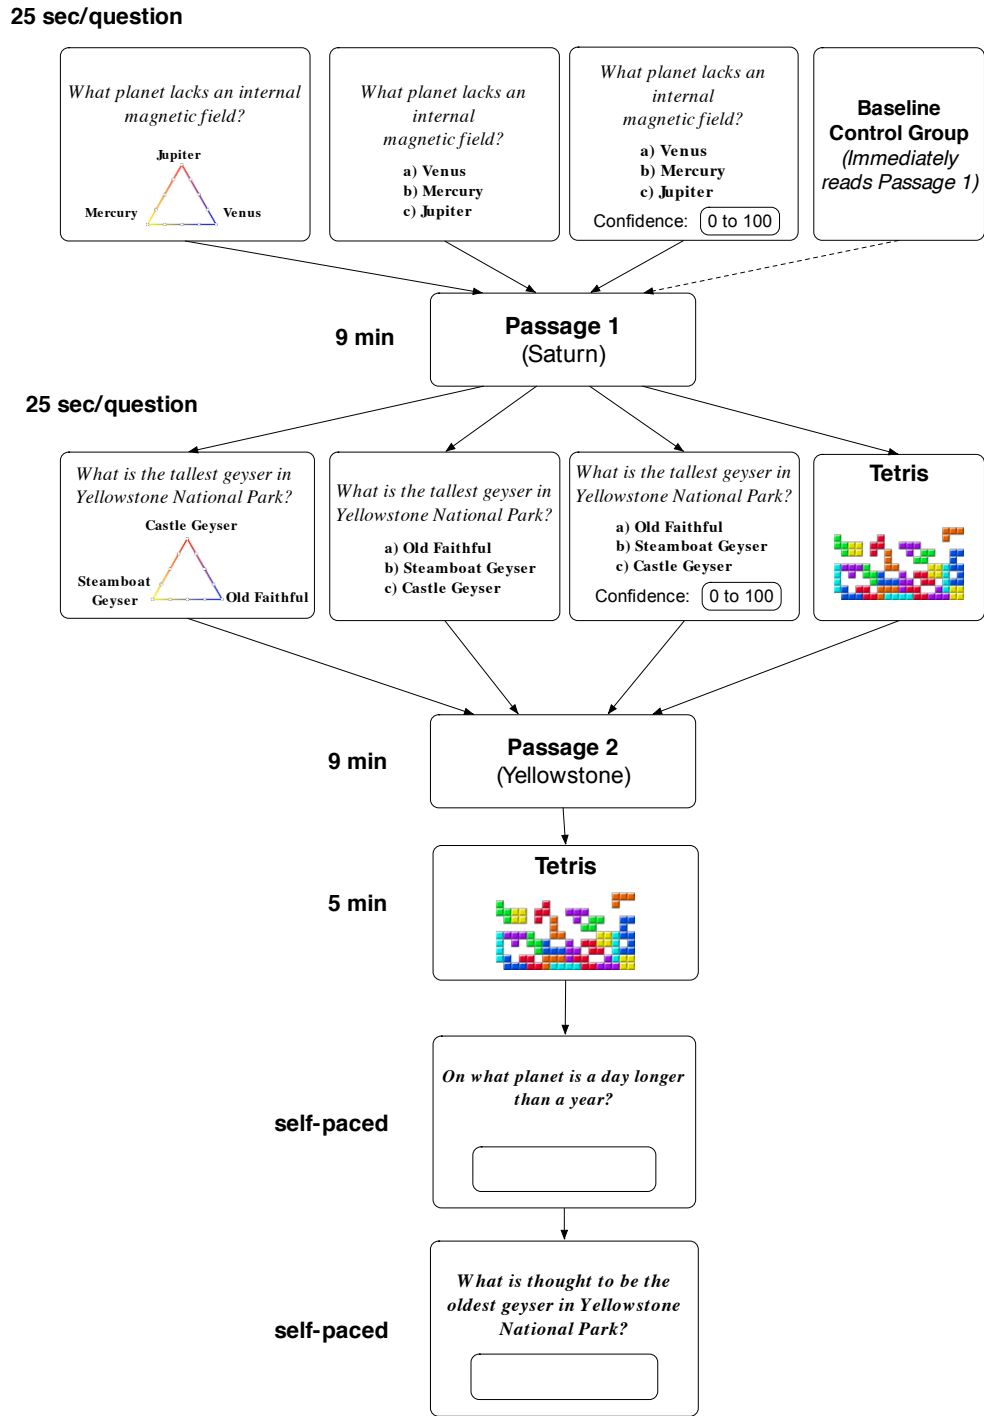 25 sec/question
What planet lacks an internal
magnetic field?
Jupiter
Mercury
Venus
What planet lacks an
internal
magnetic field?
a) Venus
b) Mercury
c) Jupiter
What planet lacks an
internal
magnetic field?
a) Venus
b) Mercury
c) Jupiter
Confidence: 0 to 100
Baseline
Control Group
(Immediately
reads Passage 1)
9 min
Passage 1
(Saturn)
25 sec/question
What is the tallest geyser in
Yellowstone National Park?
Castle Geyser
Steamboat
Geyser
Old Faithful
What is the tallest geyser in
Yellowstone National Park?
a) Old Faithful
b) Steamboat Geyser
c) Castle Geyser
What is the tallest geyser in
Yellowstone National Park?
a) Old Faithful
b) Steamboat Geyser
c) Castle Geyser
Confidence: 0 to 100
Tetris
9 min
Passage 2
(Yellowstone)
Tetris
5 min
On what planet is a day longer
than a year?
self-paced
What is thought to be the
oldest geyser in Yellowstone
National Park?
self-paced